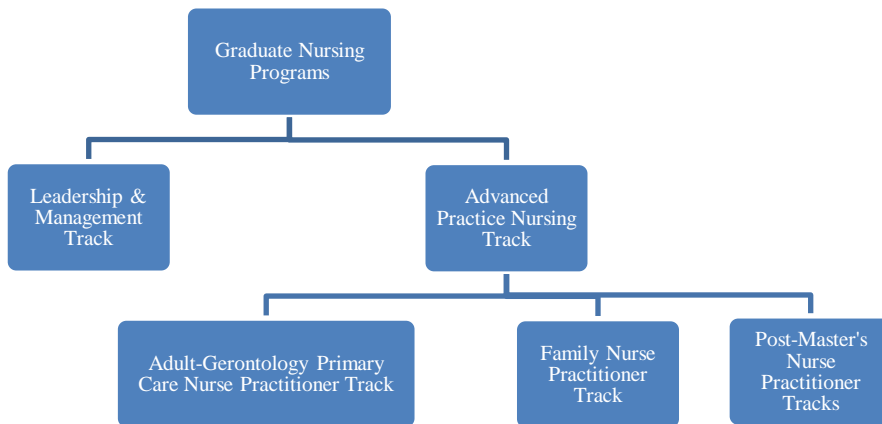 Graduate Nursing
Programs
Leadership &
Management
Track
Advanced
Practice Nursing
Track
Adult-Gerontology Primary
Care Nurse Practitioner Track
Family Nurse
Practitioner
Track
Post-Master's
Nurse
Practitioner
Tracks